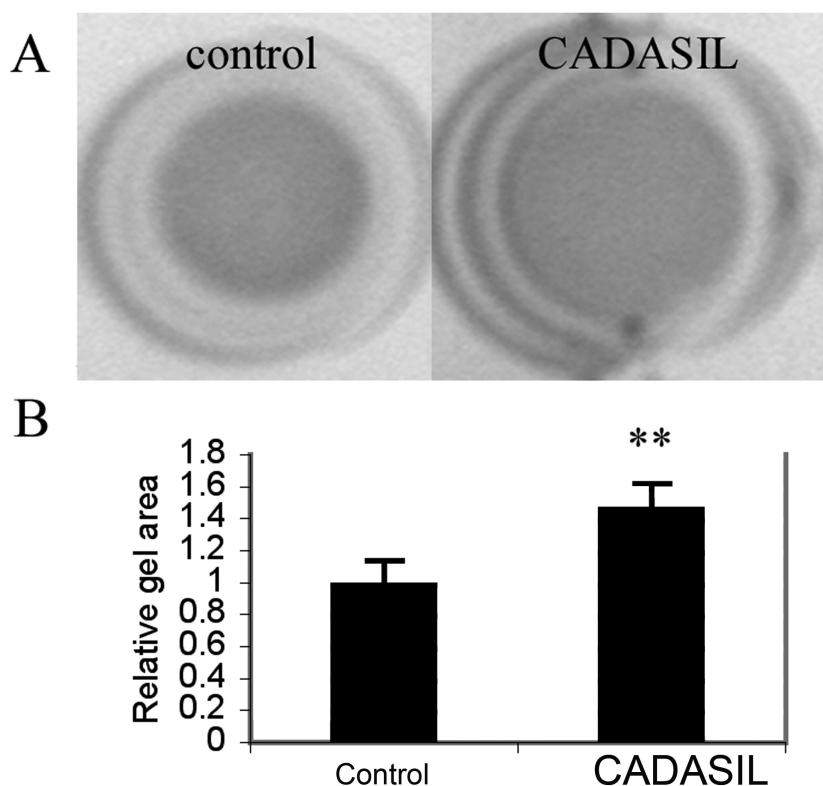 A
control
CADASIL
B
**
1.8
1.6
1.4
1.2
1
0.8
0.6
0.4
0.2
0
Relative gel area
Control
CADASIL